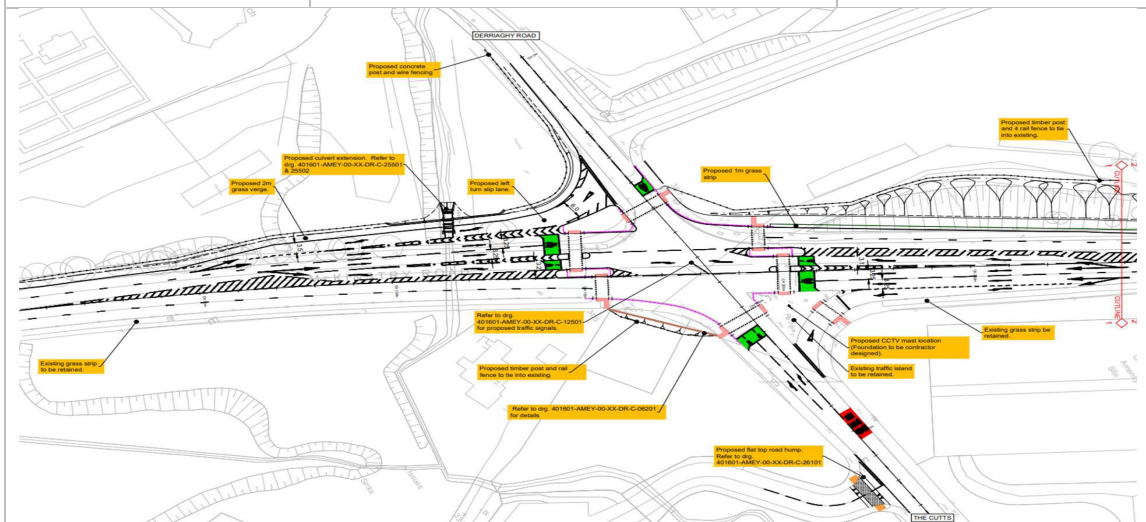 DERRIAGHY ROAD
Proposed concrete
post and wire fencing
Proposed timber post
and 4 rail fence to tie
into existing.
Proposed culvert extension. Refer to
drg. 401601-AMEY-00-XX-DR-C-25501
& 25502
Proposed 2m
grass verge.
Proposed left
turn slip lane.
Proposed 1m grass
strip
CUTLINE
Refer to drg.
401601-AMEY-00-XX-DR-C-12501
for proposed traffic signals.
Existing grass strip
to be retained.
Proposed timber post and rail
fence to tie into existing
Refer to drg. 401601-AMEY-00-XX-DR-C-06201
for details
Proposed CCTV mast location
(Foundation to be contractor
designed).
Existing traffic island
to be retained.
Existing grass strip be
retained.
CUTLINE
Proposed flat top road hump.
Refer to drg.
401601-AMEY-00-XX-DR-C-26101
Sinks
Issues
THE CUTTS